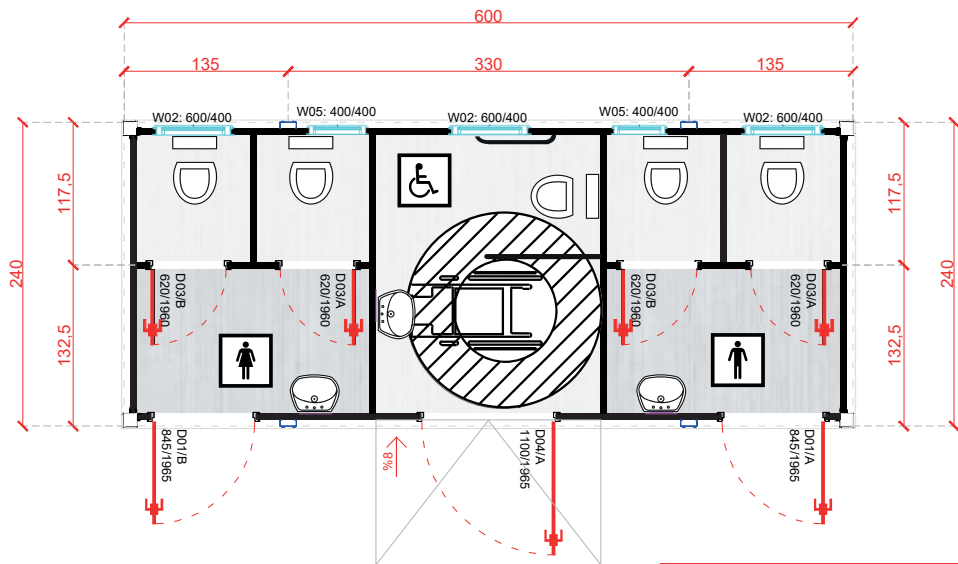 600
135
330
135
W02: 600/400
W05: 400/400
W02: 600/400
W05: 400/400
W02: 600/400
240
117,5
132,5
117,5
132,5
240
D03/B
620/1960
D03/A
620/1960
D03/B
620/1960
D03/A
620/1960
D01/B
845/1965
8%
D04/A
1100/1965
D01/A
845/1965